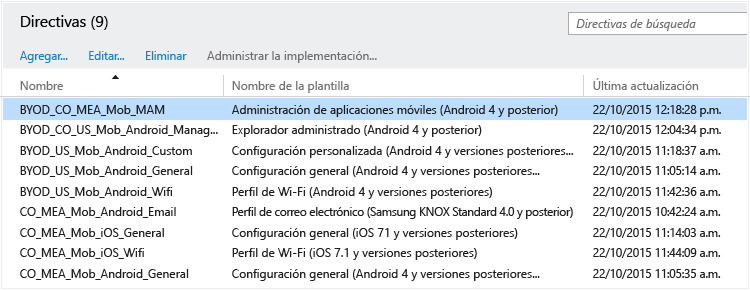 Directivas (9)
Directivas de búsqueda
Agregar... Editar... Eliminar Administrar la implementación...
Nombre Nombre de la plantilla Última actualización
BYOD_CO_MEA_Mob_MAM Administración de aplicaciones móviles (Android 4 y posterior) 22/10/2015 12:18:28 p.m.
BYOD_CO_US_Mob_Android_Manag... Explorador administrado (Android 4 y posterior) 22/10/2015 12:04:34 p.m.
BYOD_US_Mob_Android_Custom Configuración personalizada (Android 4 y versiones posteriores... 22/10/2015 11:18:37 a.m.
BYOD_US_Mob_Android_General Configuración general (Android 4 y versiones posteriores... 22/10/2015 11:05:14 a.m.
BYOD_US_Mob_Android_Wifi Perfil de Wi-Fi (Android 4 y versiones posteriores) 22/10/2015 11:42:36 a.m.
CO_MEA_Mob_Android_Email Perfil de correo electrónico (Samsung KNOX Standard 4.0 y posterior) 22/10/2015 10:42:24 a.m.
CO_MEA_Mob_iOS_General Configuración general (iOS 71 y versiones posteriores) 22/10/2015 11:14:03 a.m.
CO_MEA_Mob_iOS_Wifi Perfil de Wi-Fi (iOS 7.1 y versiones posteriores) 22/10/2015 11:44:09 a.m.
CO_MEA_Mob_Android_General Configuración general (Android 4 y versiones posteriores... 22/10/2015 11:05:35 a.m.